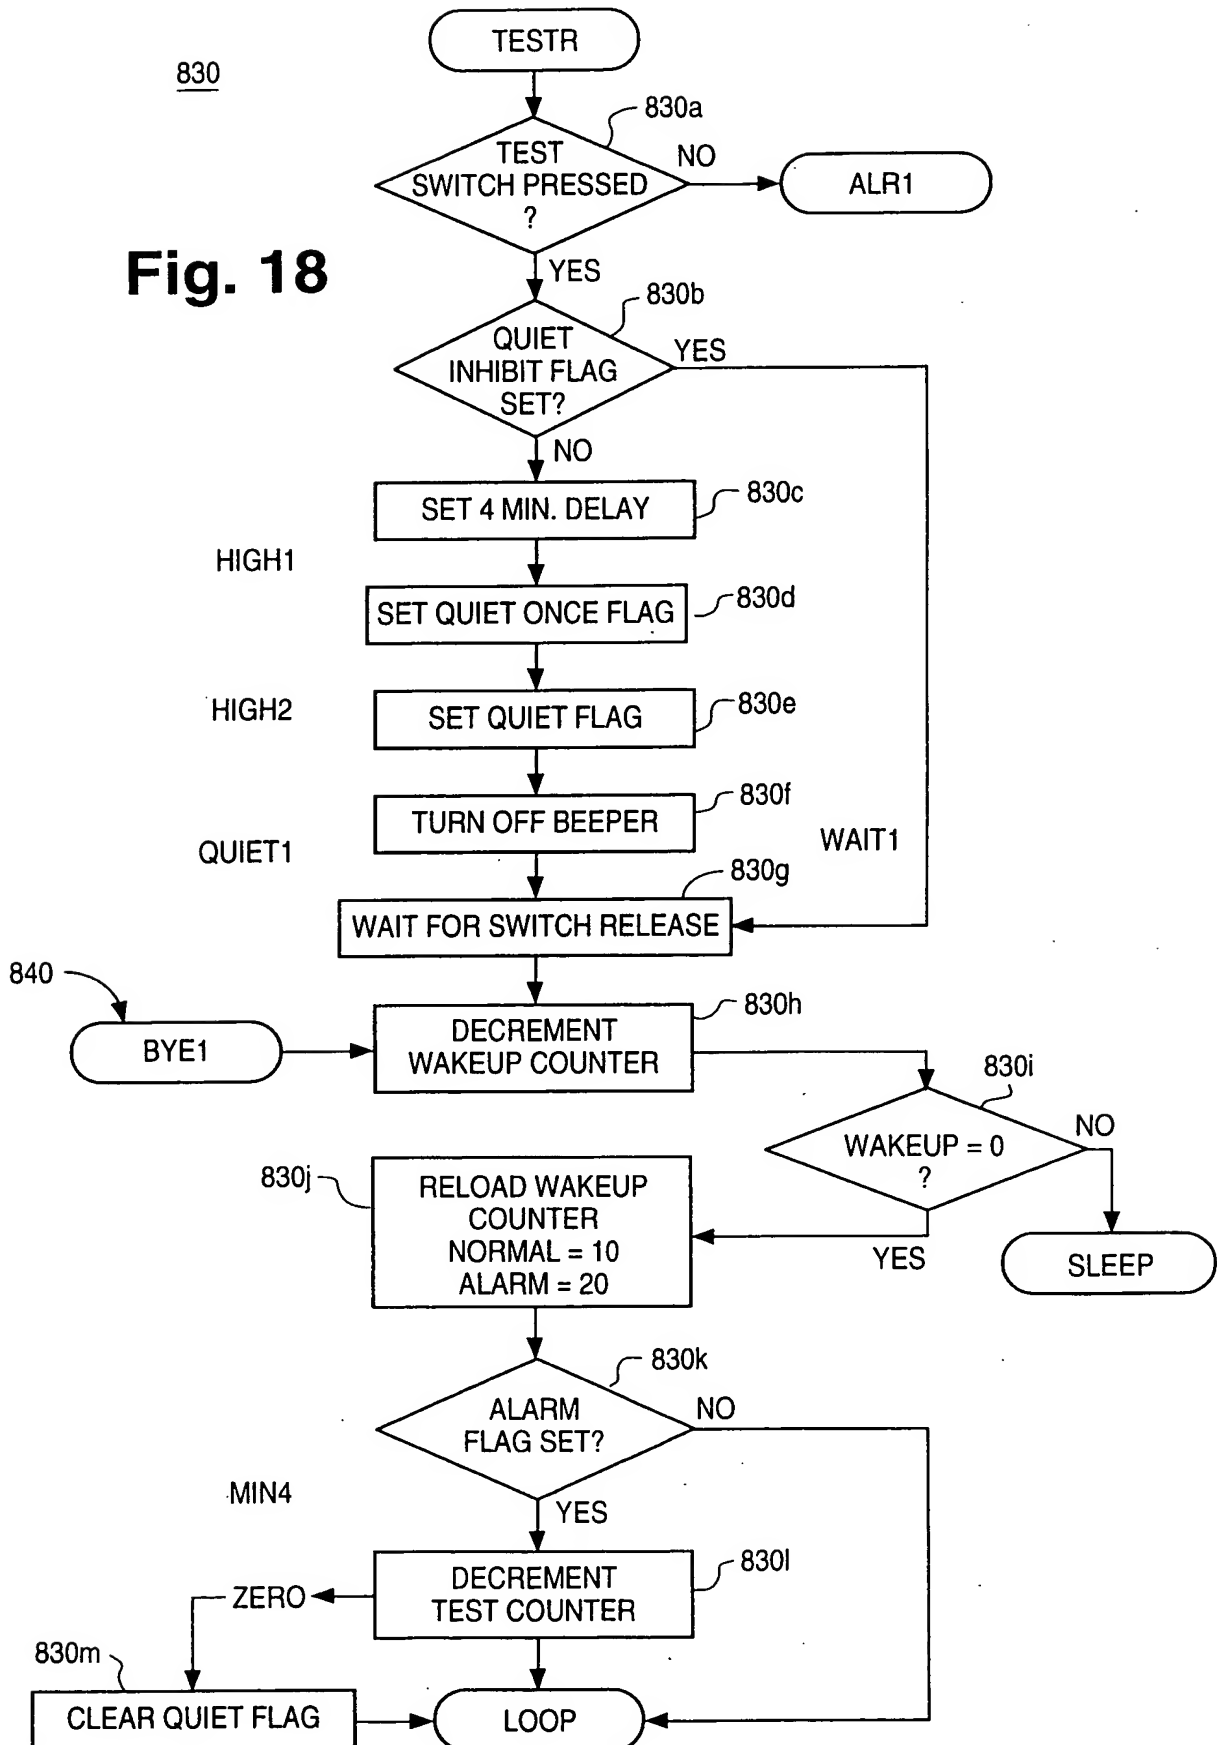 TESTR
830
830a
TEST
SWITCH PRESSED
?
NO
ALR1
Fig. 18
YES
830b
QUIET
INHIBIT FLAG
SET?
YES
NO
SET 4 MIN. DELAY
830c
HIGH1
SET QUIET ONCE FLAG
830d
HIGH2
SET QUIET FLAG
830e
TURN OFF BEEPER
830f
QUIET1
WAIT1
830g
WAIT FOR SWITCH RELEASE
840
BYE1
DECREMENT
WAKEUP COUNTER
830h
830i
WAKEUP = 0
?
NO
YES
SLEEP
830j
RELOAD WAKEUP
COUNTER
NORMAL = 10
ALARM = 20
830k
ALARM
FLAG SET?
NO
MIN4
YES
DECREMENT
TEST COUNTER
830l
ZERO
830m
CLEAR QUIET FLAG
LOOP